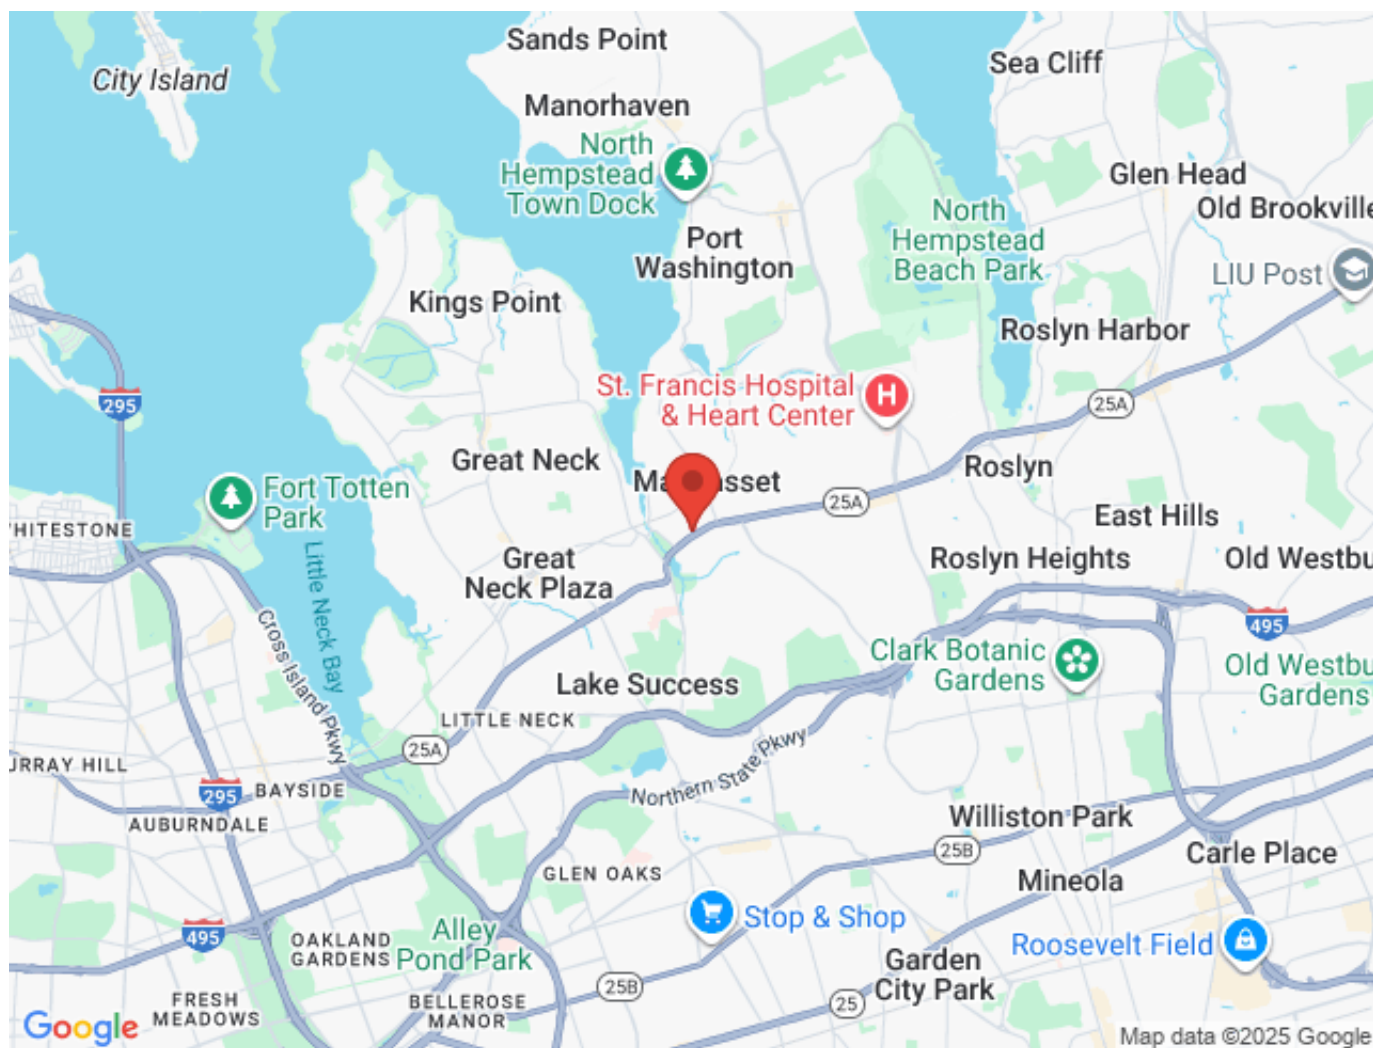 Sands Point
Sea Cliff
City Island
Manorhaven
North
Hempstead
Town Dock
Glen Head
Old Brookville
North
Hempstead
Beach Park
Port
Washington
LIU Post
Kings Point
Roslyn Harbor
St. Francis Hospital
& Heart Center
295
25A
Great Neck
Roslyn
Fort Totten
Park
25A
East Hills
WHITESTONE
Great
Neck Plaza
Roslyn Heights
Little Neck Bay
Cross Island Pkwy
495
Clark Botanic
Gardens
Gardens
Lake Success
LITTLE NECK
25A
Northern State Pkwy
295
BAYSIDE
AUBURNDALE
Williston Park
25B
Carle Place
GLEN OAKS
Mineola
Stop & Shop
495
OAKLAND
GARDENS
Alley
Pond Park
Roosevelt Field
Garden
City Park
25B
25
FRESH
MEADOWS
BELLEROSE
MANOR
Google
Map data ©2025 Google